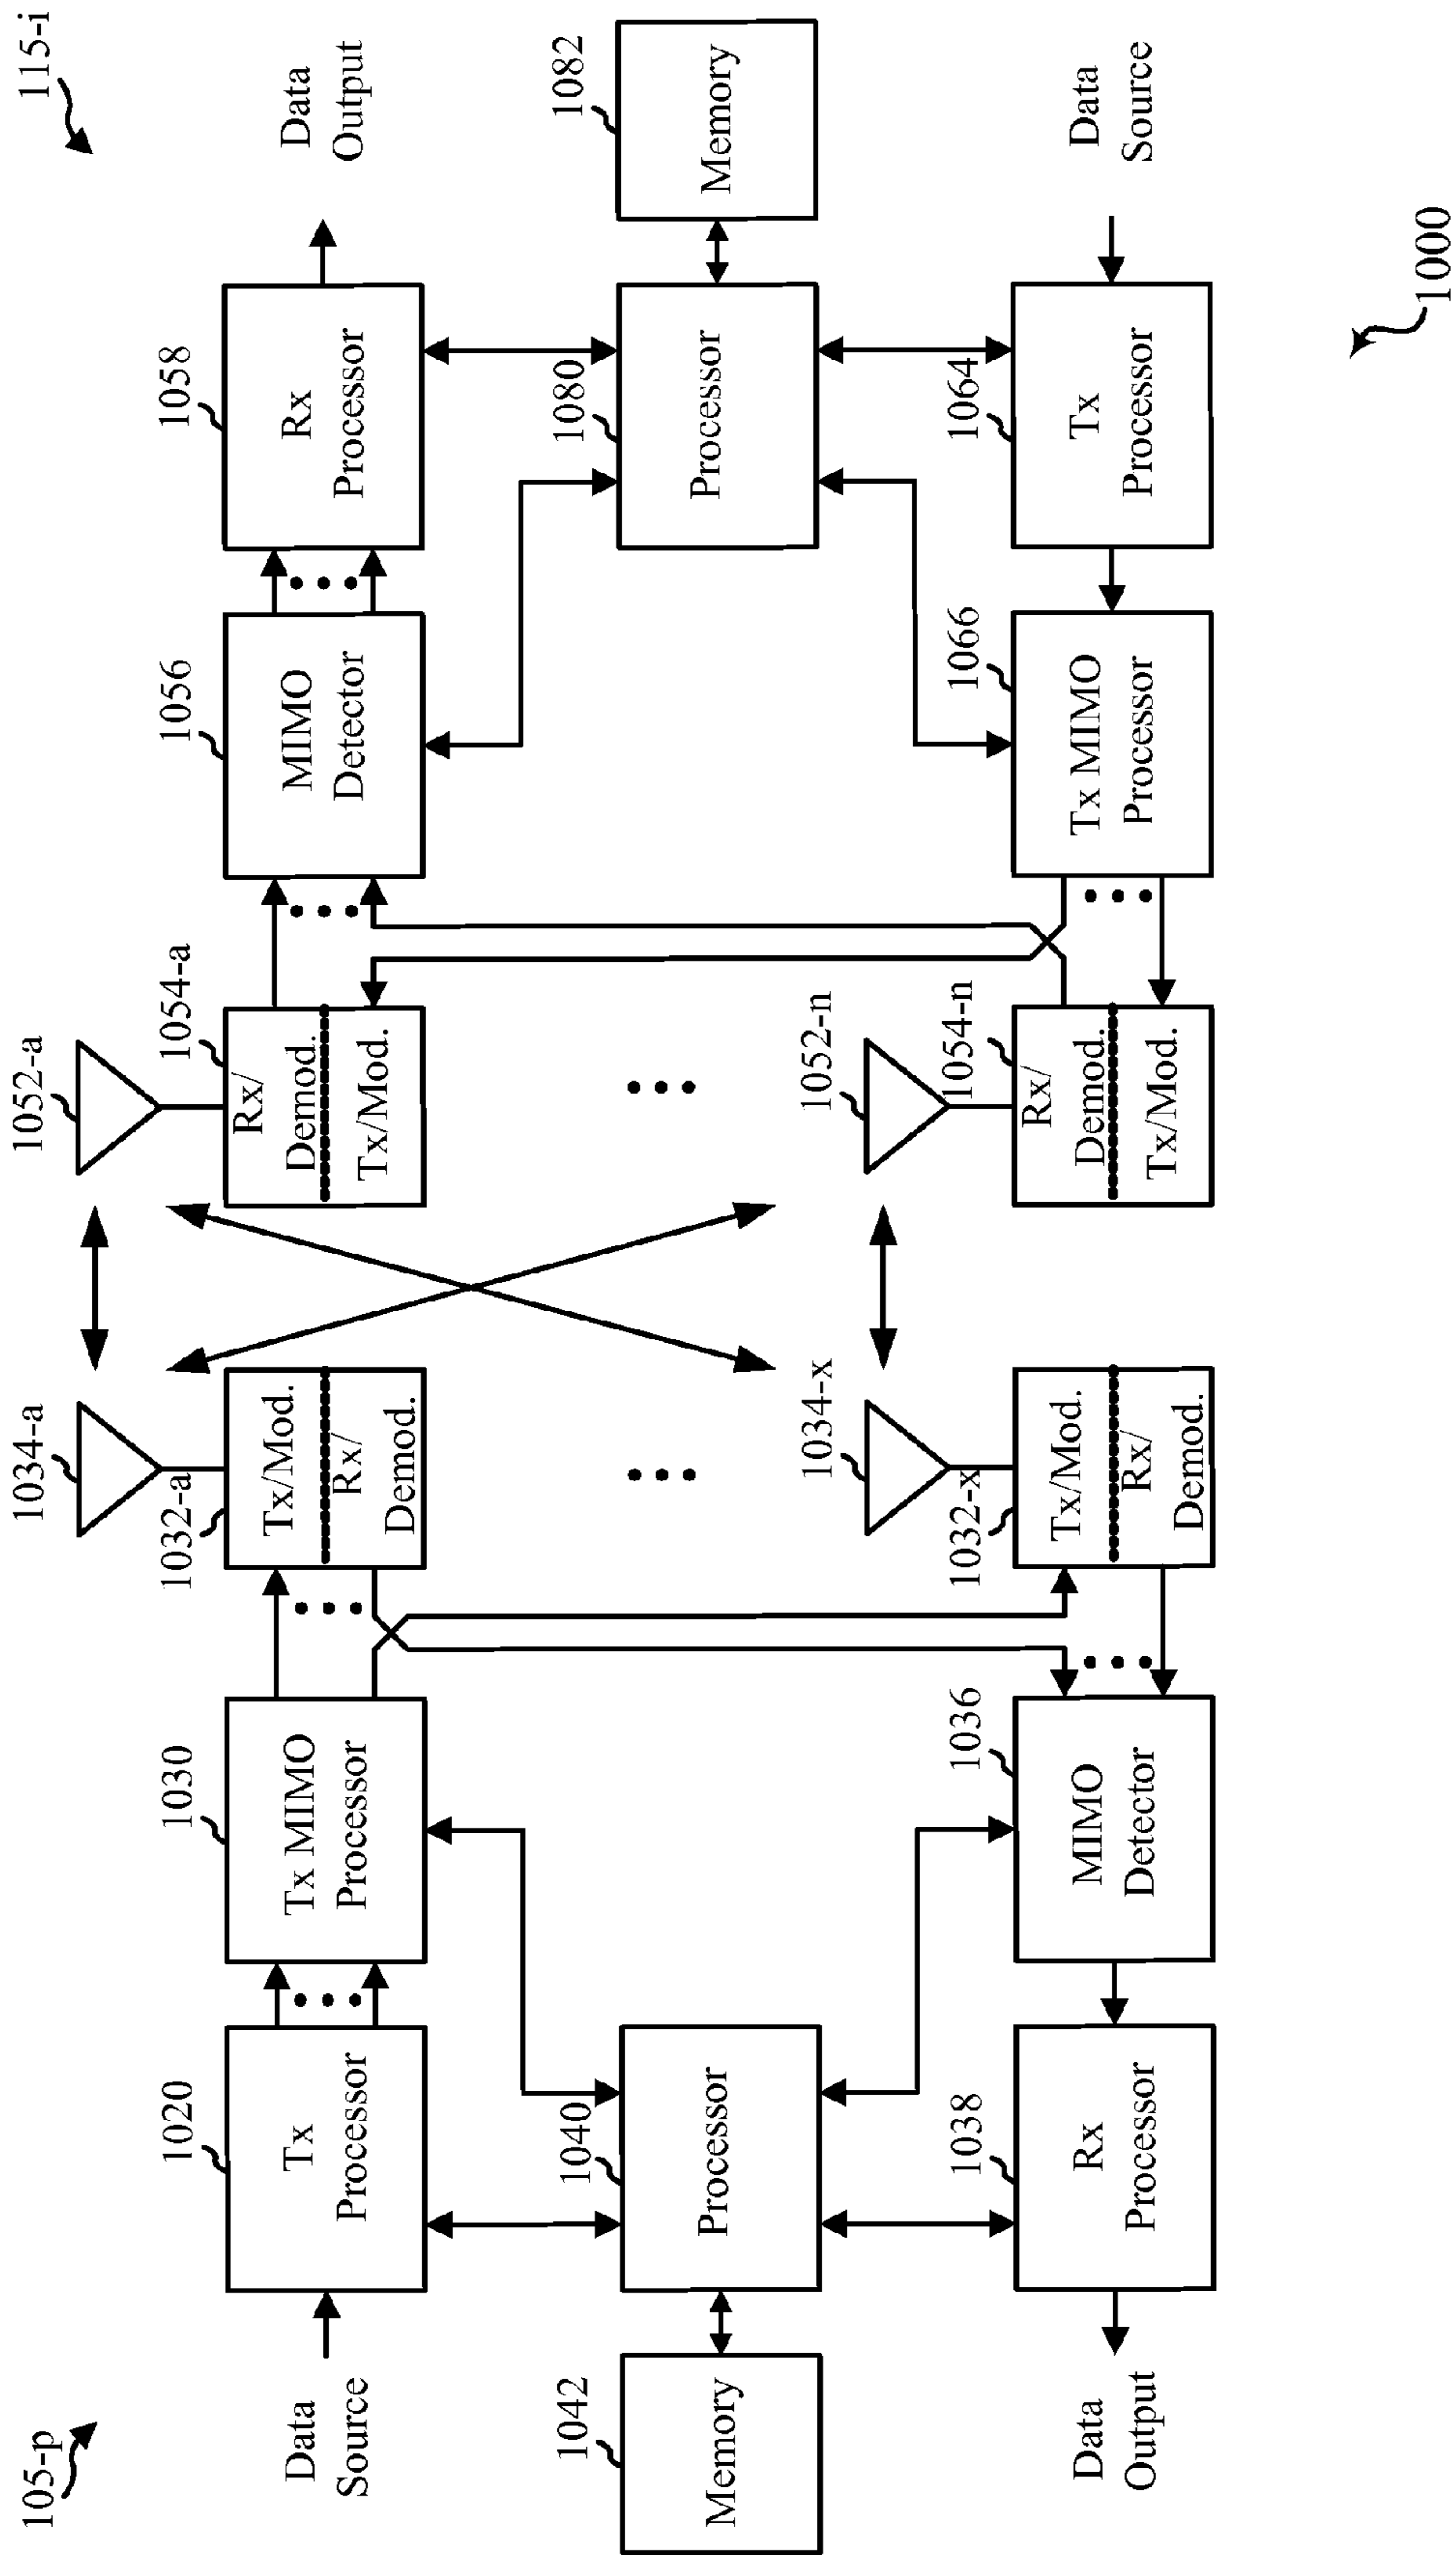 105-p
115-i
1034-a
1052-a
1020
1030
1032-a
1054-a
1056
1058
Data
Source
Tx
Processor
Tx MIMO
Processor
Tx/Mod.
Rx/
Demod.
Rx/
Demod.
Tx/Mod.
MIMO
Detector
Rx
Processor
Data
Output
1042
Memory
1040
Processor
1080
Processor
1082
Memory
1034-x
1052-n
1038
1036
1032-x
1054-n
1066
1064
Data
Output
Rx
Processor
MIMO
Detector
Tx/Mod.
Rx/
Demod.
Rx/
Demod.
Tx/Mod.
Tx MIMO
Processor
Tx
Processor
Data
Source
1000